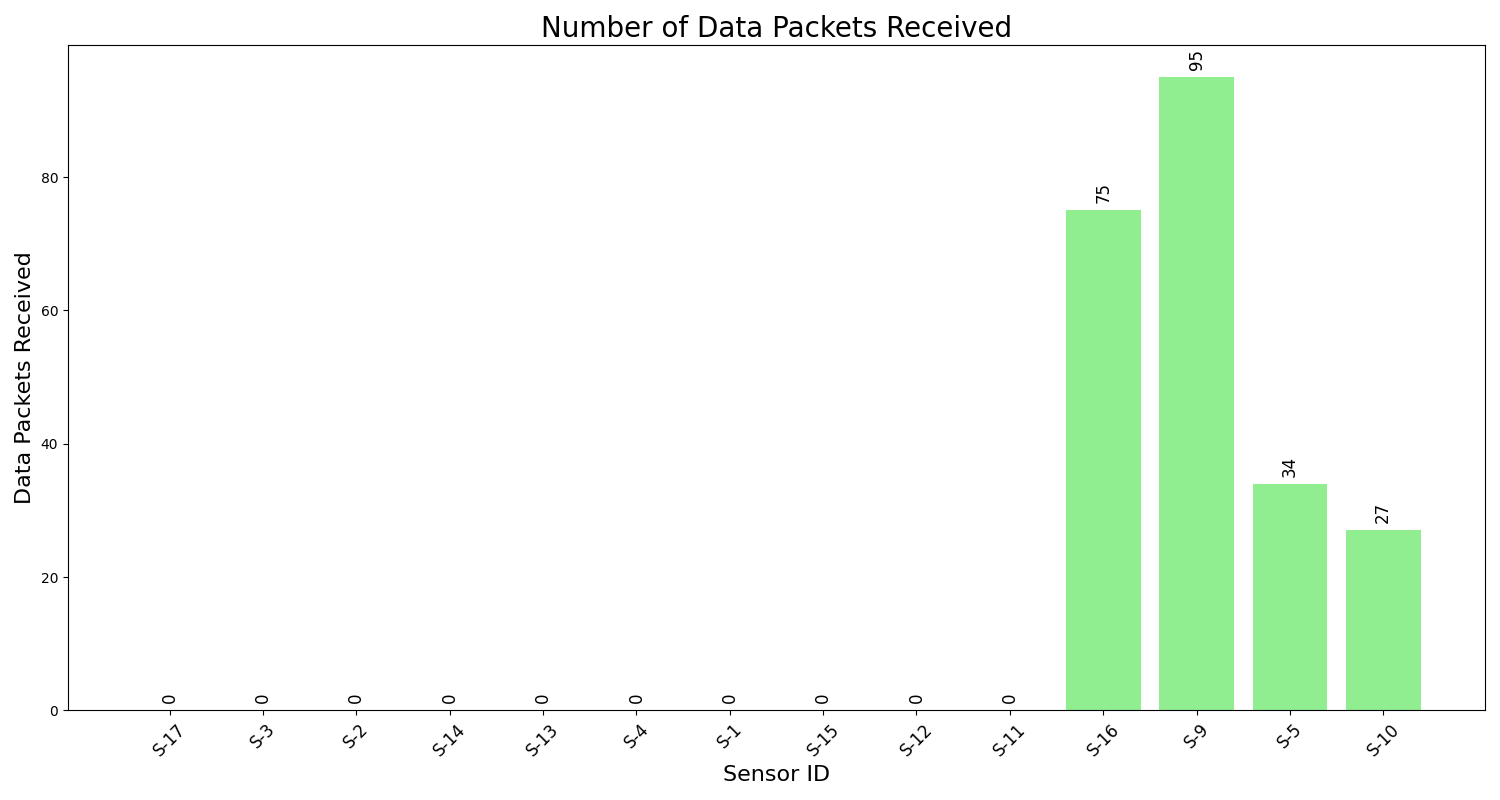 Number of Data Packets Received
Data Packets Received
80
60
40
20
0
0 0 0 0 0 0 0 0 0 0 75 95 34 27
S-17 S-3 S-2 S-14 S-13 S-4 S-1 S-15 S-12 S-11 S-16 S-9 S-5 S-10
Sensor ID